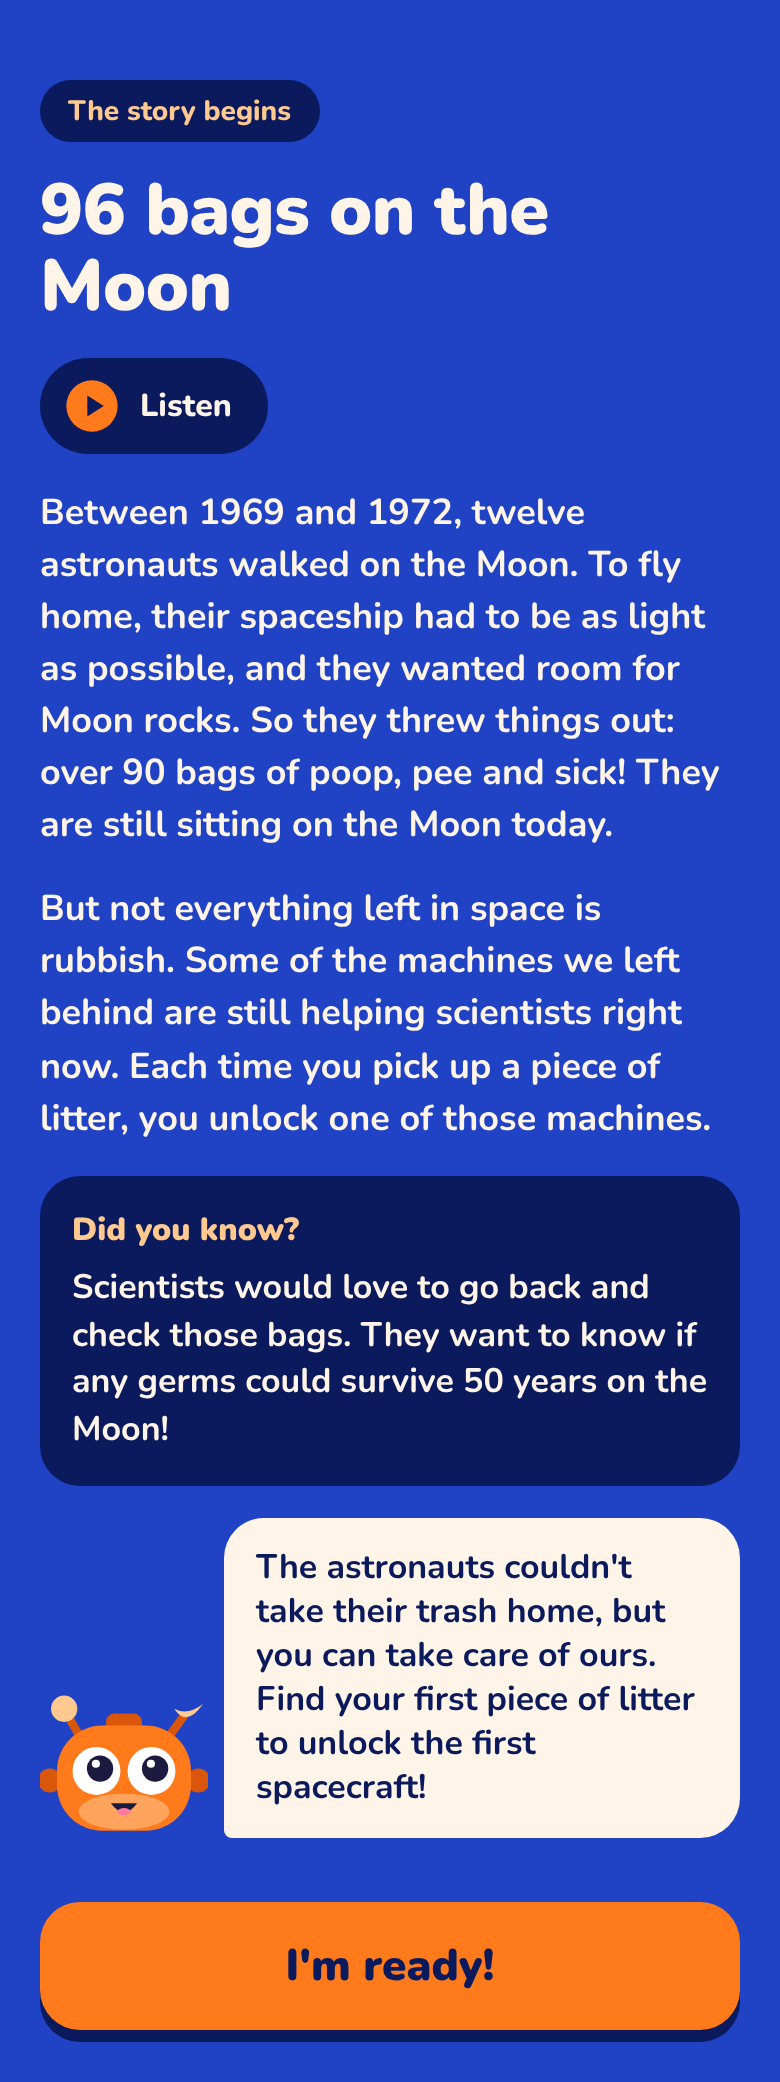 The story begins
96 bags on the
Moon
Listen
Between 1969 and 1972, twelve
astronauts walked on the Moon. To fly
home, their spaceship had to be as light
as possible, and they wanted room for
Moon rocks. So they threw things out:
over 90 bags of poop, pee and sick! They
are still sitting on the Moon today.
But not everything left in space is
rubbish. Some of the machines we left
behind are still helping scientists right
now. Each time you pick up a piece of
litter, you unlock one of those machines.
Did you know?
Scientists would love to go back and
check those bags. They want to know if
any germs could survive 50 years on the
Moon!
The astronauts couldn't
take their trash home, but
you can take care of ours.
Find your first piece of litter
to unlock the first
spacecraft!
I'm ready!